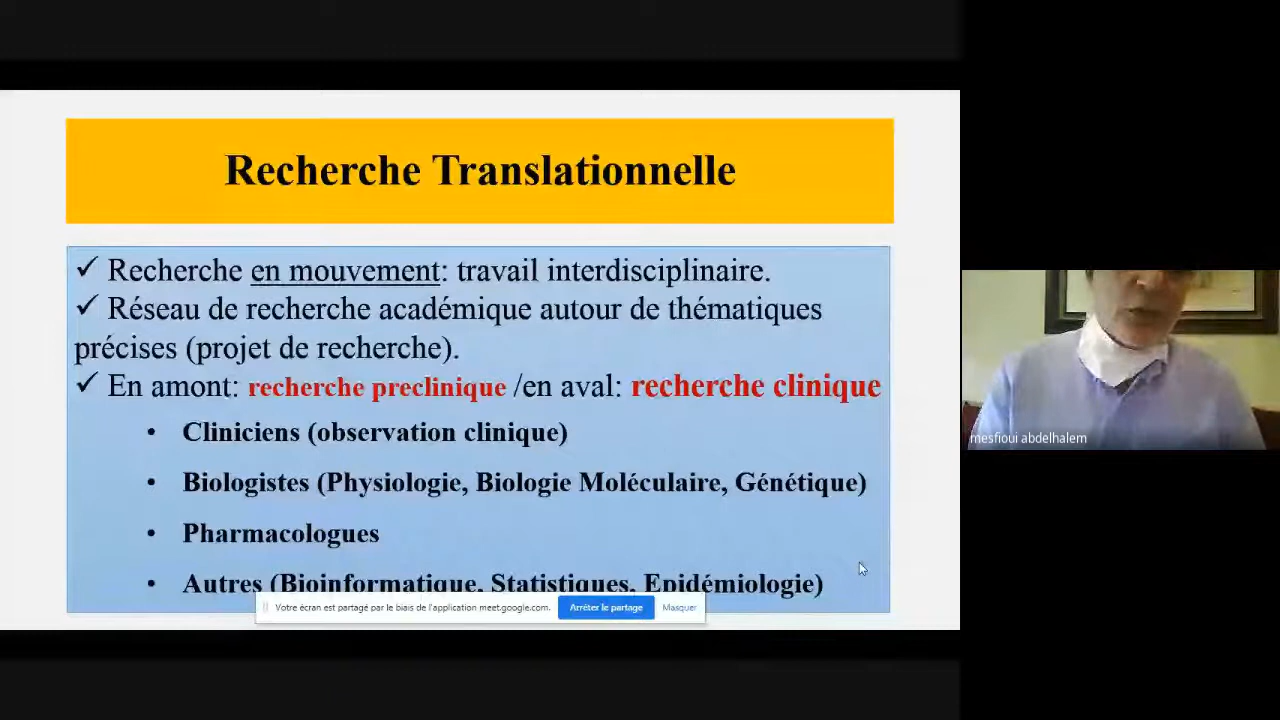 Recherche Translationnelle
✓ Recherche en mouvement: travail interdisciplinaire.
✓ Réseau de recherche académique autour de thématiques
précises (projet de recherche).
✓ En amont: recherche preclinique /en aval: recherche clinique
• Cliniciens (observation clinique)
• Biologistes (Physiologie, Biologie Moléculaire, Génétique)
• Pharmacologues
• Autres (Bioinformatique, Statistiques, Epidémiologie)
Votre écran est partagé par le biais de l'application meet.google.com. Arrêter le partage Masquer
mesfioui abdelhalem